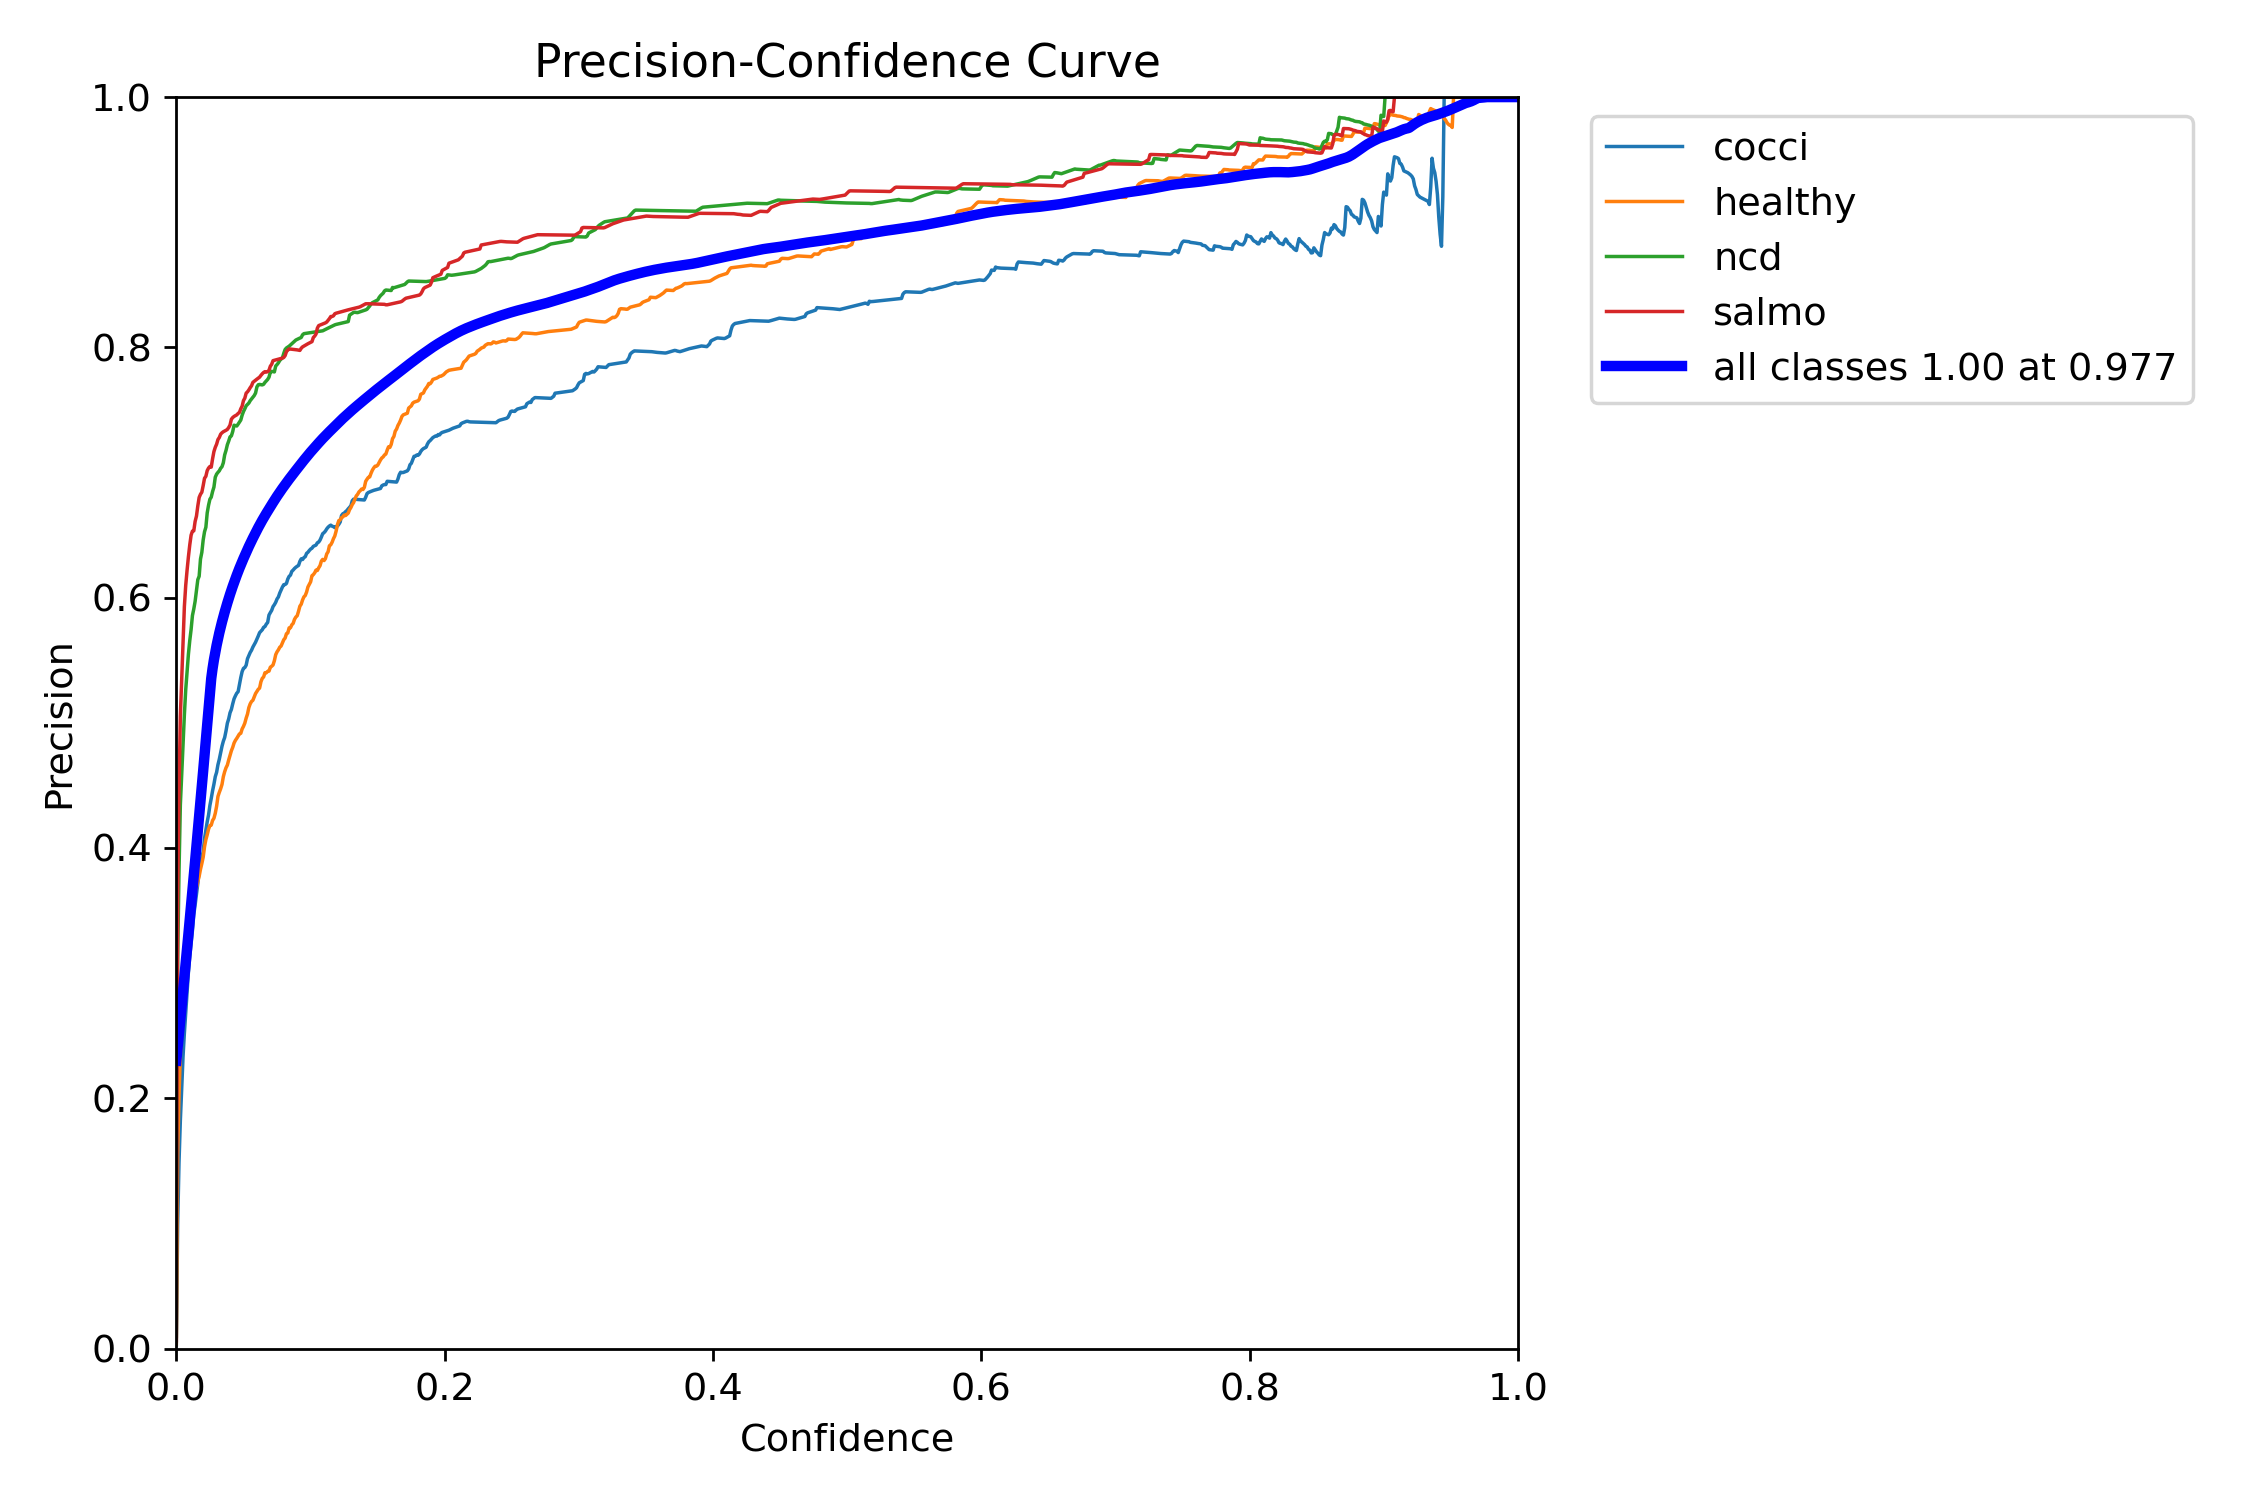 Precision-Confidence Curve
1.0
0.8
0.6
0.4
0.2
0.0
Precision
0.0 0.2 0.4 0.6 0.8 1.0
Confidence
cocci
healthy
ncd
salmo
all classes 1.00 at 0.977